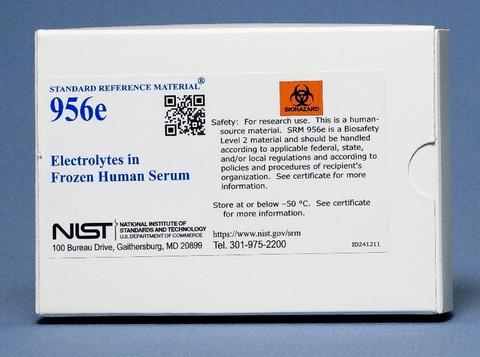 STANDARD REFERENCE MATERIAL®
956e
Electrolytes in
Frozen Human Serum
BIOHAZARD
Safety: For research use. This is a human-
source material. SRM 956e is a Biosafety
Level 2 material and should be handled
according to applicable federal, state,
and/or local regulations and according to
policies and procedures of recipient's
organization. See certificate for more
information.
Store at or below –50 °C. See certificate
for more information.
NIST
NATIONAL INSTITUTE OF
STANDARDS AND TECHNOLOGY
U.S. DEPARTMENT OF COMMERCE
100 Bureau Drive, Gaithersburg, MD 20899
https://www.nist.gov/srm
Tel. 301-975-2200
ID241211